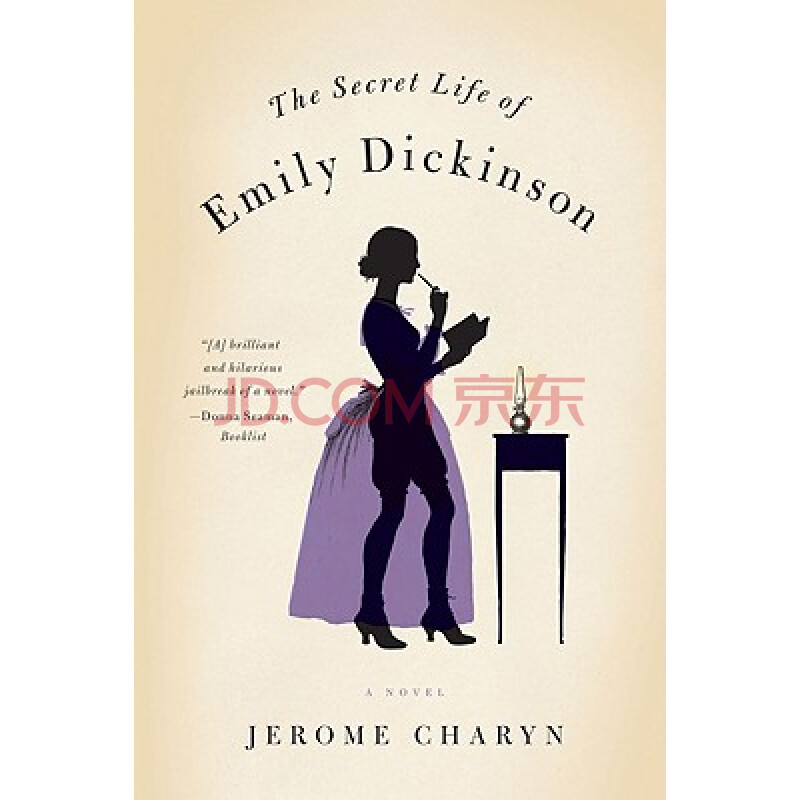 The Secret Life of
Emily Dickinson
“[A] brilliant
and hilarious
jailbreak of a novel.”
—Donna Seaman,
Booklist
JD.COM 京东
A NOVEL
JEROME CHARYN